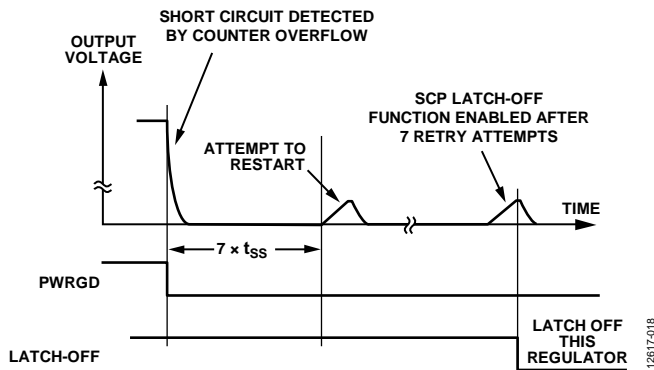 SHORT CIRCUIT DETECTED
BY COUNTER OVERFLOW
OUTPUT
VOLTAGE
SCP LATCH-OFF
FUNCTION ENABLED AFTER
7 RETRY ATTEMPTS
ATTEMPT TO
RESTART
TIME
7 × tSS
PWRGD
LATCH-OFF
LATCH OFF
THIS
REGULATOR
12617-018